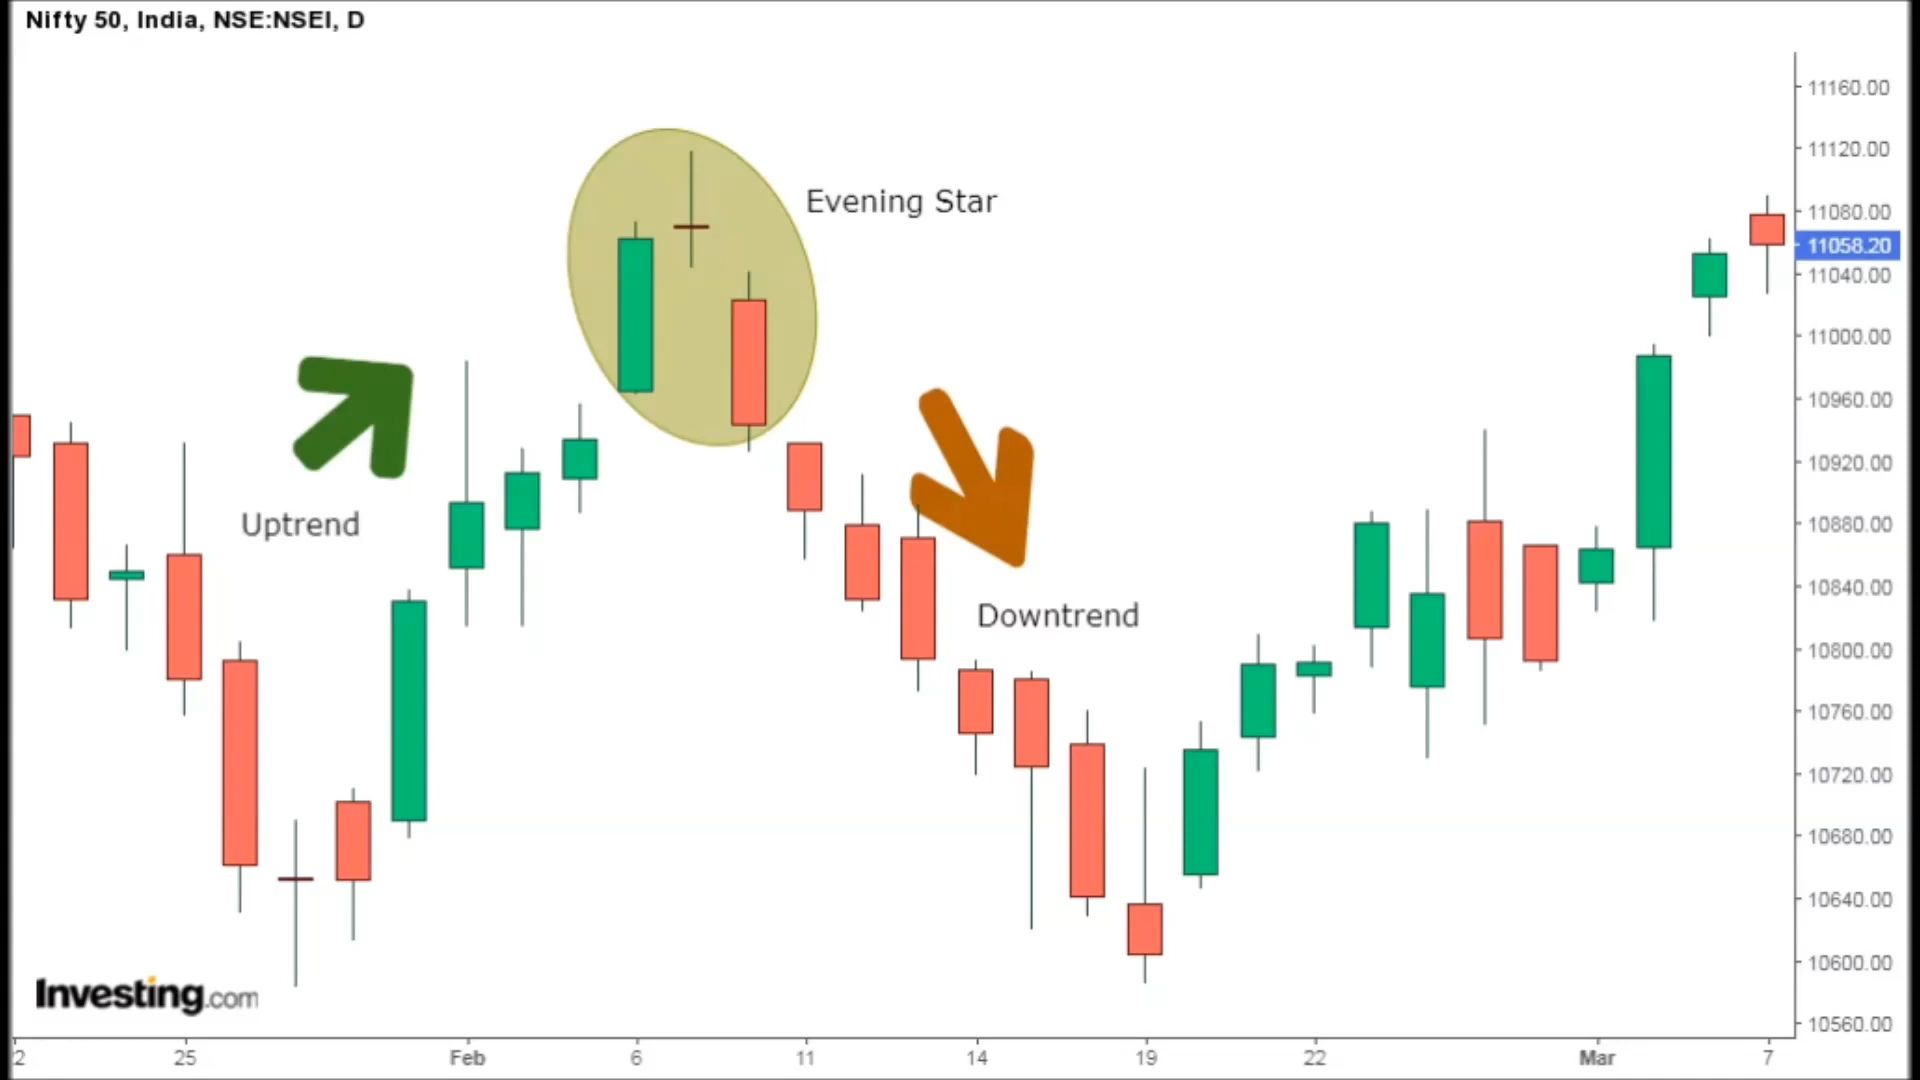 Nifty 50, India, NSE:NSEI, D
11160.00
11120.00
Evening Star
11080.00
11058.20
11040.00
11000.00
10960.00
10920.00
Uptrend
10880.00
10840.00
Downtrend
10800.00
10760.00
10720.00
10680.00
10640.00
10600.00
Investing.com
10560.00
2 25 Feb 6 11 14 19 22 Mar 7